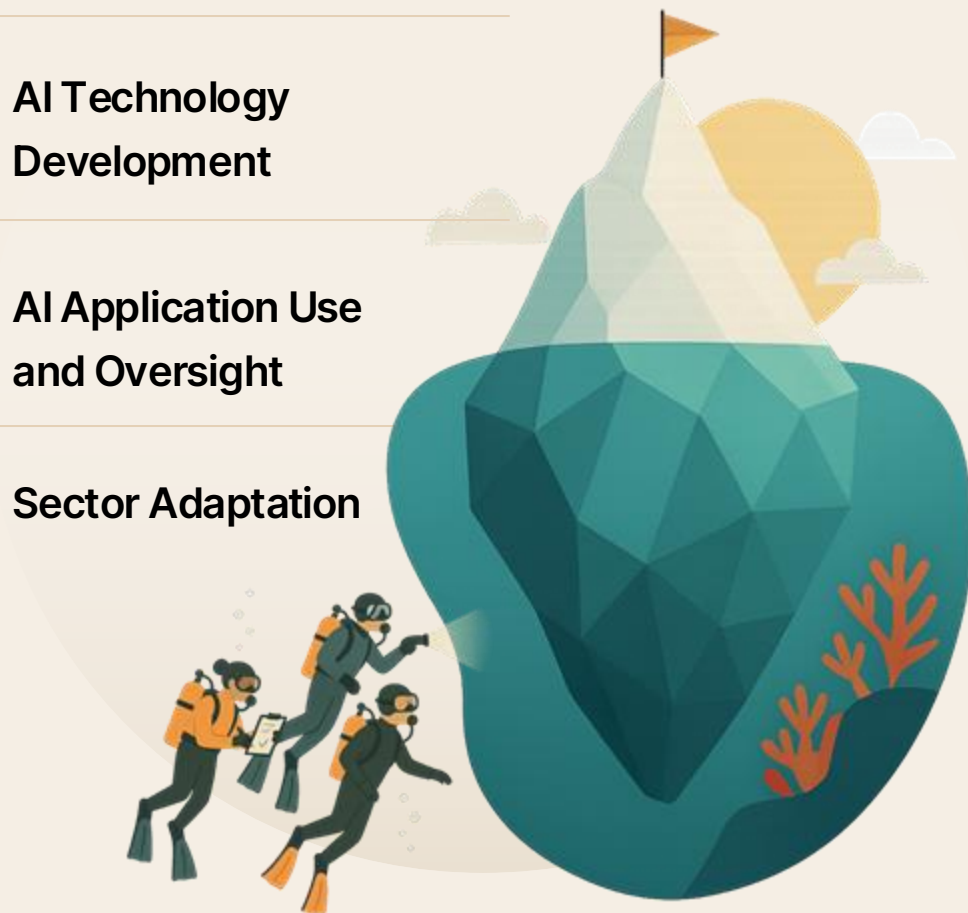 AI Technology
Development
AI Application Use
and Oversight
Sector Adaptation